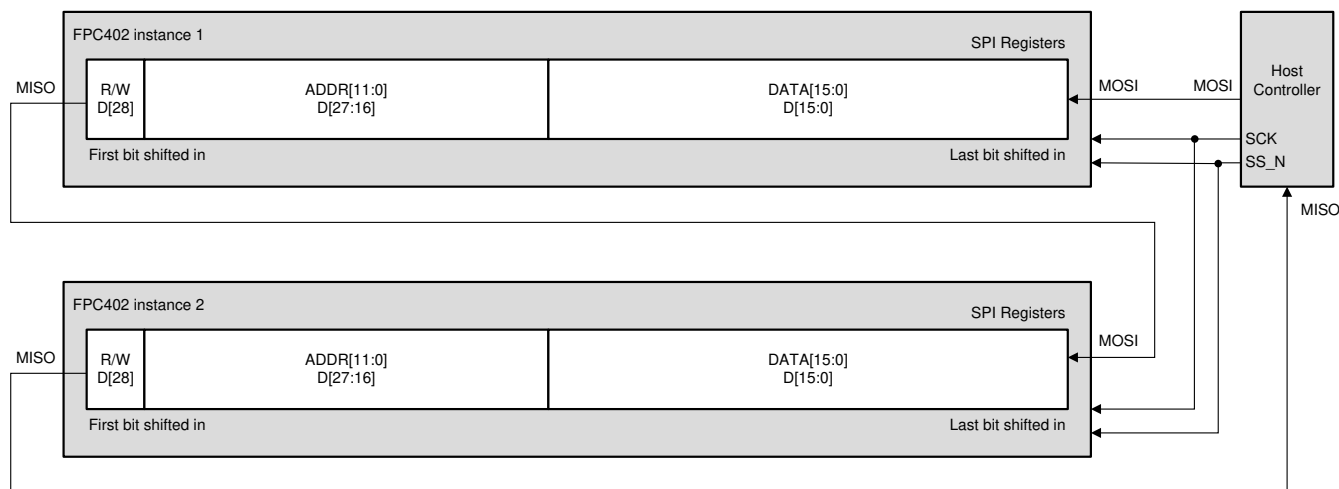 FPC402 instance 1
SPI Registers
MISO
R/W
D[28]
ADDR[11:0]
D[27:16]
DATA[15:0]
D[15:0]
MOSI
MOSI
Host
Controller
SCK
SS_N
First bit shifted in
Last bit shifted in
MISO
FPC402 instance 2
SPI Registers
MISO
R/W
D[28]
ADDR[11:0]
D[27:16]
DATA[15:0]
D[15:0]
MOSI
First bit shifted in
Last bit shifted in